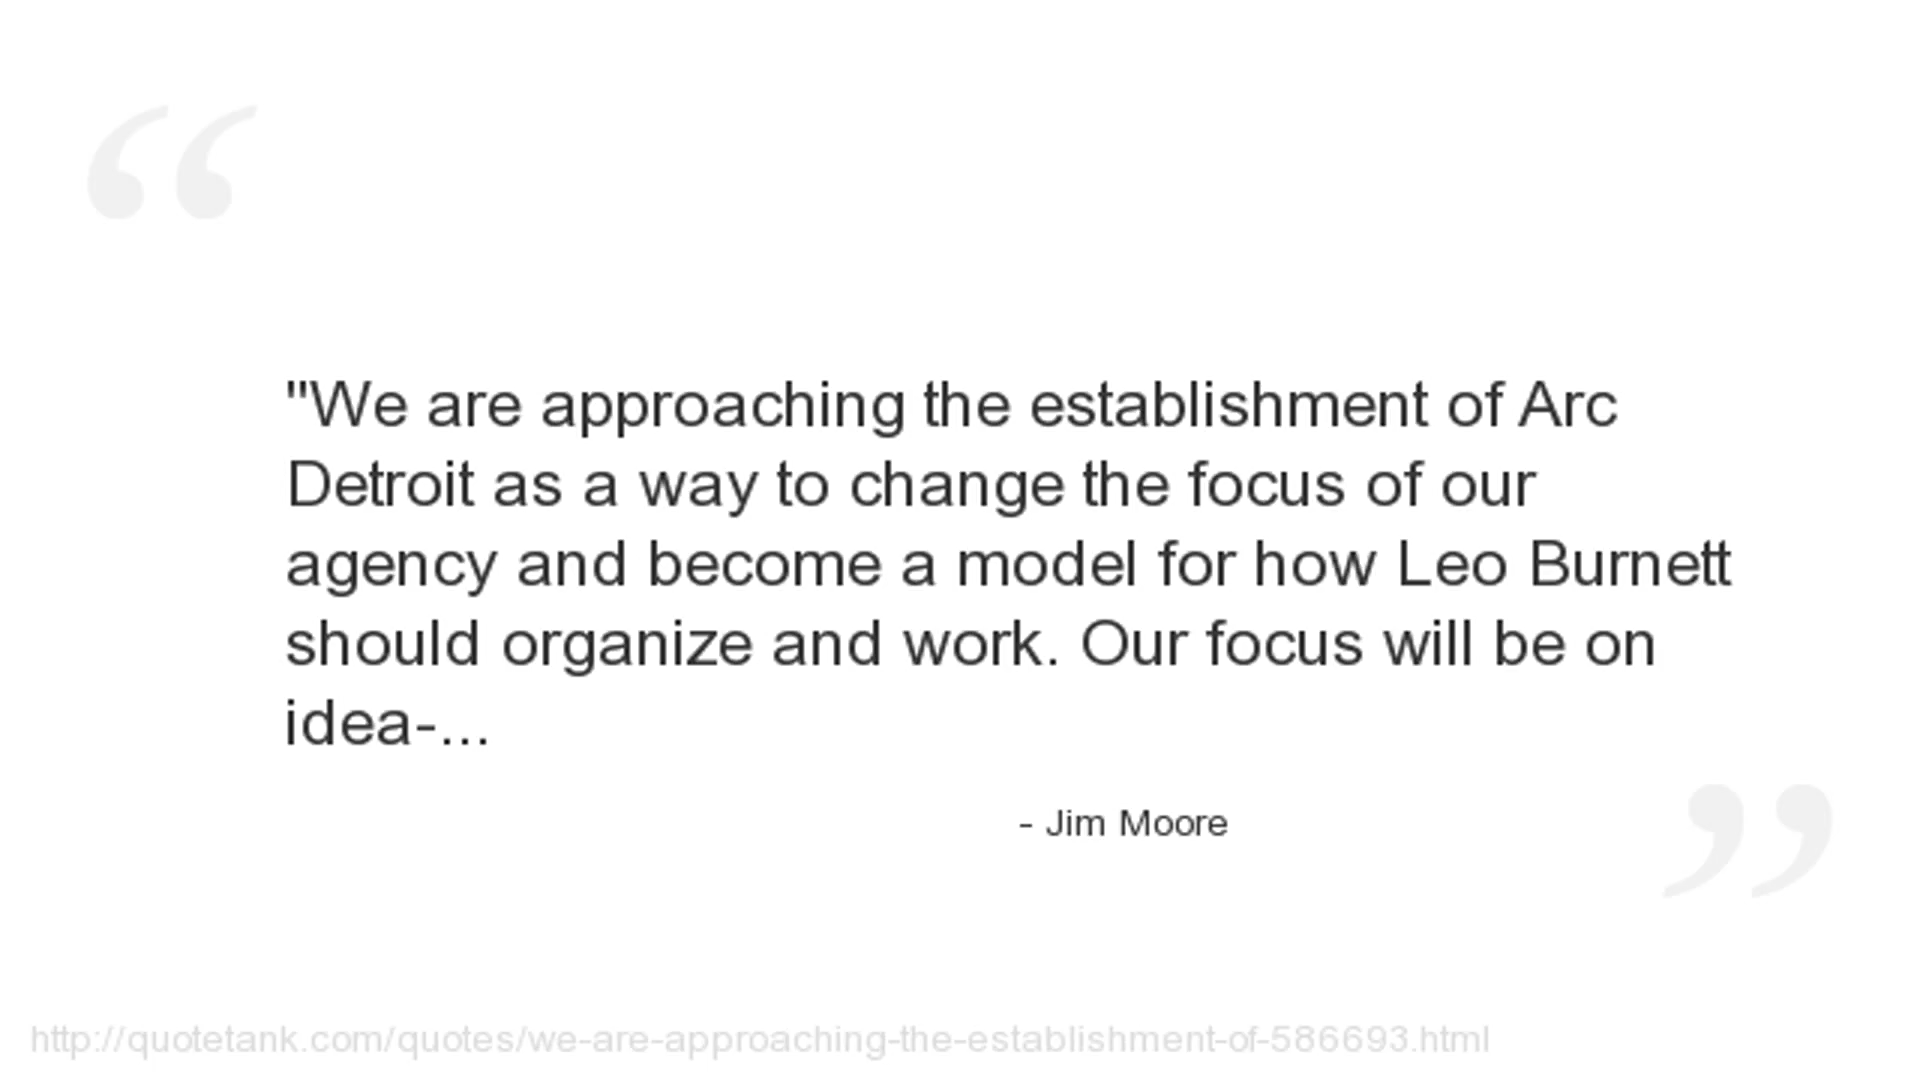 "We are approaching the establishment of Arc
Detroit as a way to change the focus of our
agency and become a model for how Leo Burnett
should organize and work. Our focus will be on
idea-...
- Jim Moore
http://quotetank.com/quotes/we-are-approaching-the-establishment-of-586693.html